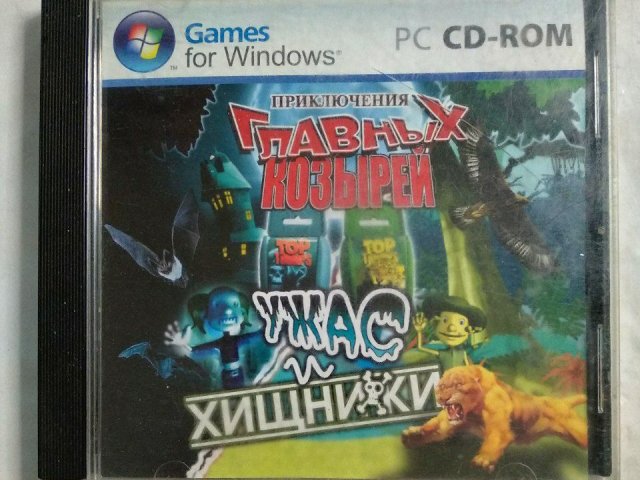 Games
for Windows®
PC CD-ROM
ПРИКЛЮЧЕНИЯ
ГЛАВНЫХ
КОЗЫРЕЙ
TOP
TOP
УЖАС
и
ХИЩНИКИ